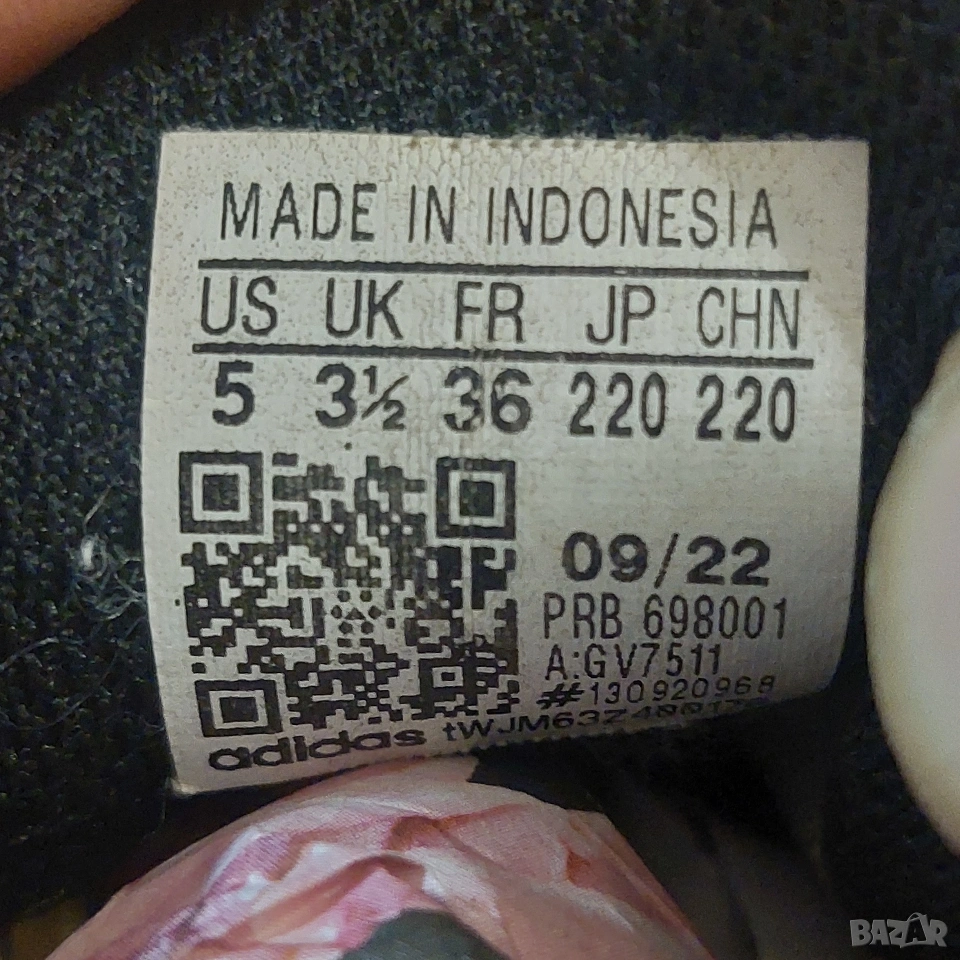 MADE IN INDONESIA
US UK FR JP CHN
5 3½ 36 220 220
09/22
PRB 698001
A:GV7511
#130920968
adidas
BAZAR